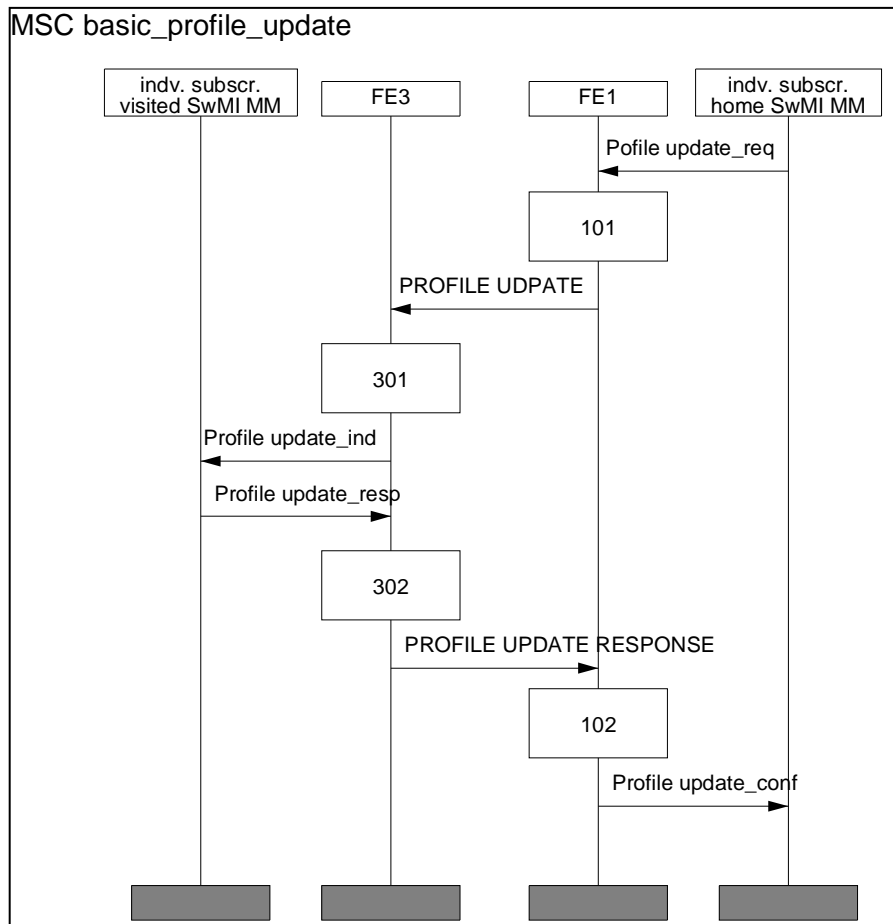 MSC basic_profile_update
indv. subscr.
visited SwMI MM
FE3
FE1
indv. subscr.
home SwMI MM
Pofile update_req
101
PROFILE UDPATE
301
Profile update_ind
Profile update_resp
302
PROFILE UPDATE RESPONSE
102
Profile update_conf